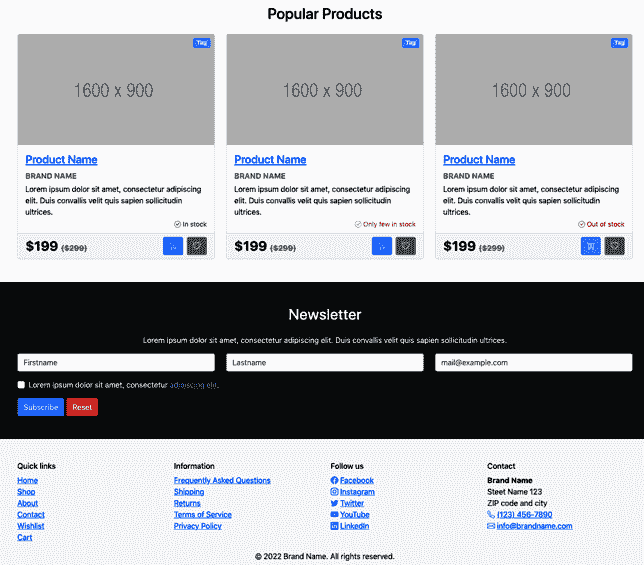 Popular Products
Tag
Tag
Tag
1600 x 900
1600 x 900
1600 x 900
Product Name
BRAND NAME
Lorem ipsum dolor sit amet, consectetur adipiscing
elit. Duis convallis velit quis sapien sollicitudin
ultrices.
In stock
$199 ($299)
Product Name
BRAND NAME
Lorem ipsum dolor sit amet, consectetur adipiscing
elit. Duis convallis velit quis sapien sollicitudin
ultrices.
Only few in stock
$199 ($299)
Product Name
BRAND NAME
Lorem ipsum dolor sit amet, consectetur adipiscing
elit. Duis convallis velit quis sapien sollicitudin
ultrices.
Out of stock
$199 ($299)
Newsletter
Lorem ipsum dolor sit amet, consectetur adipiscing elit. Duis convallis velit quis sapien sollicitudin ultrices.
Firstname
Lastname
mail@example.com
Lorem ipsum dolor sit amet, consectetur adipiscing elit.
Subscribe
Reset
Quick links
Home
Shop
About
Contact
Wishlist
Cart
Information
Frequently Asked Questions
Shipping
Returns
Terms of Service
Privacy Policy
Follow us
Facebook
Instagram
Twitter
YouTube
LinkedIn
Contact
Brand Name
Steet Name 123
ZIP code and city
(123) 456-7890
info@brandname.com
© 2022 Brand Name. All rights reserved.